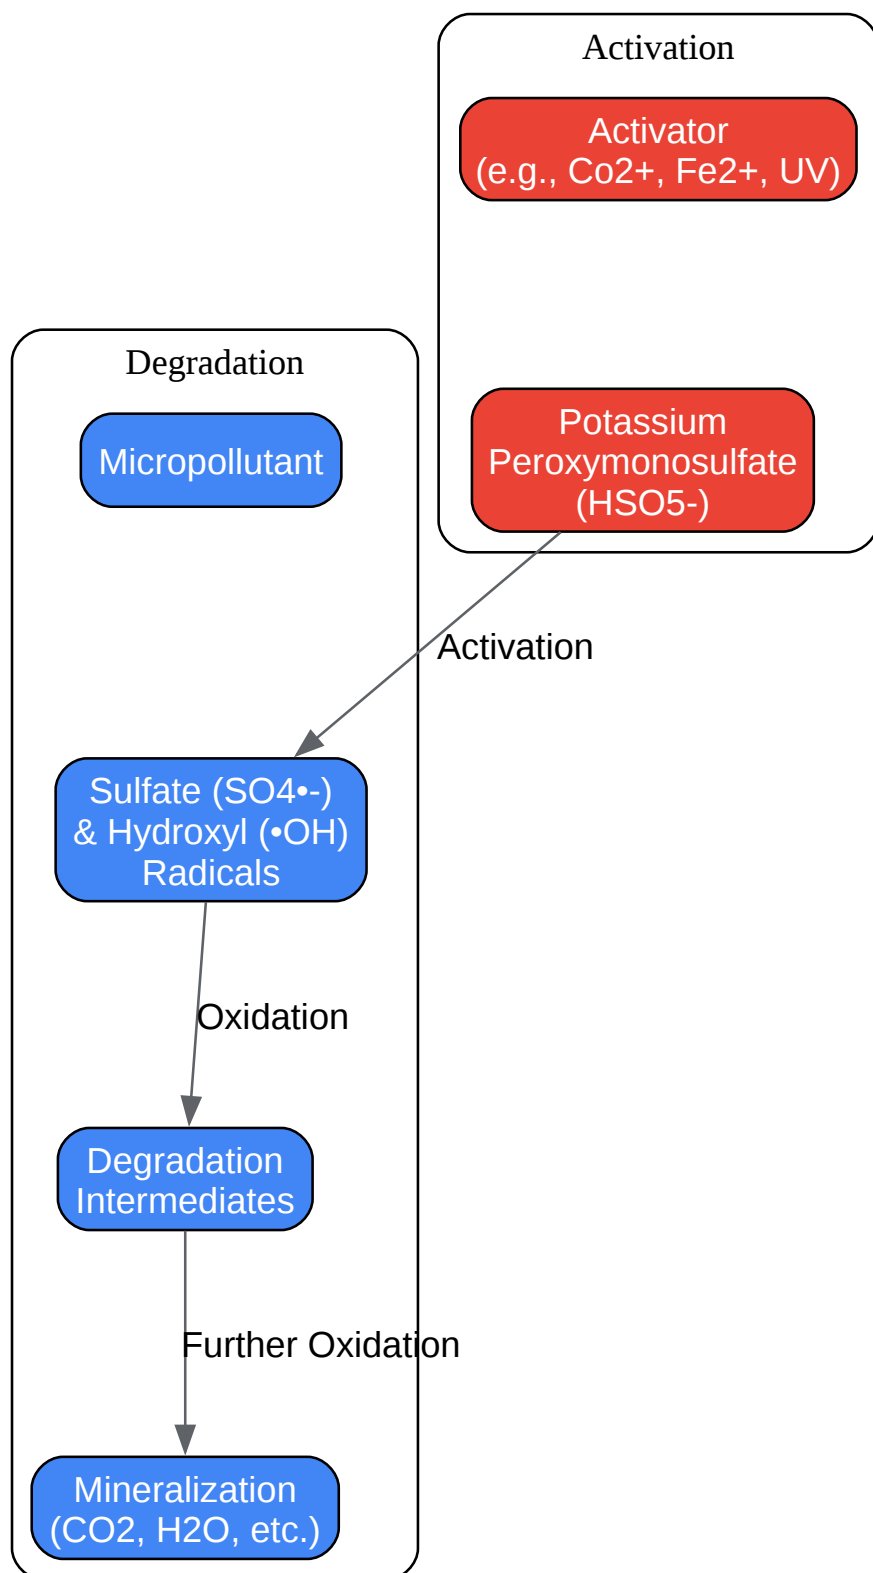 Activation
Activator
(e.g., Co2+, Fe2+, UV)
Degradation
Micropollutant
Potassium
Peroxymonosulfate
(HSO5-)
Activation
Sulfate (SO4•-)
& Hydroxyl (•OH)
Radicals
Oxidation
Degradation
Intermediates
Further Oxidation
Mineralization
(CO2, H2O, etc.)